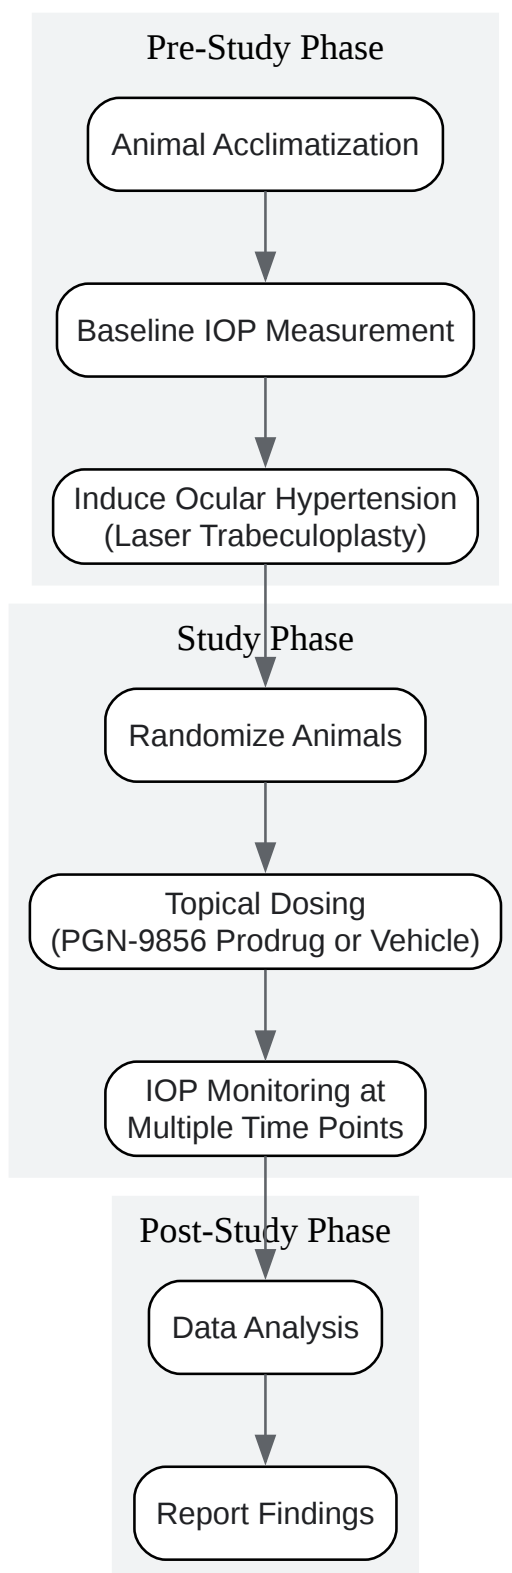 Pre-Study Phase
Animal Acclimatization
Baseline IOP Measurement
Induce Ocular Hypertension
(Laser Trabeculoplasty)
Study Phase
Randomize Animals
Topical Dosing
(PGN-9856 Prodrug or Vehicle)
IOP Monitoring at
Multiple Time Points
Post-Study Phase
Data Analysis
Report Findings